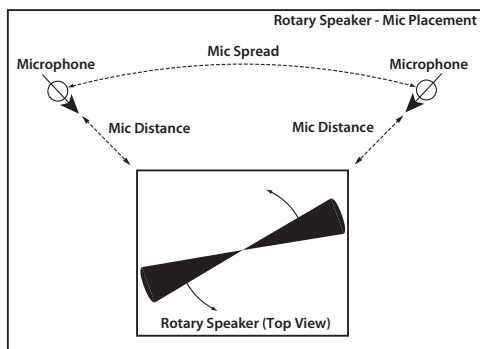 Rotary Speaker - Mic Placement
Mic Spread
Microphone
Microphone
Mic Distance
Mic Distance
Rotary Speaker (Top View)